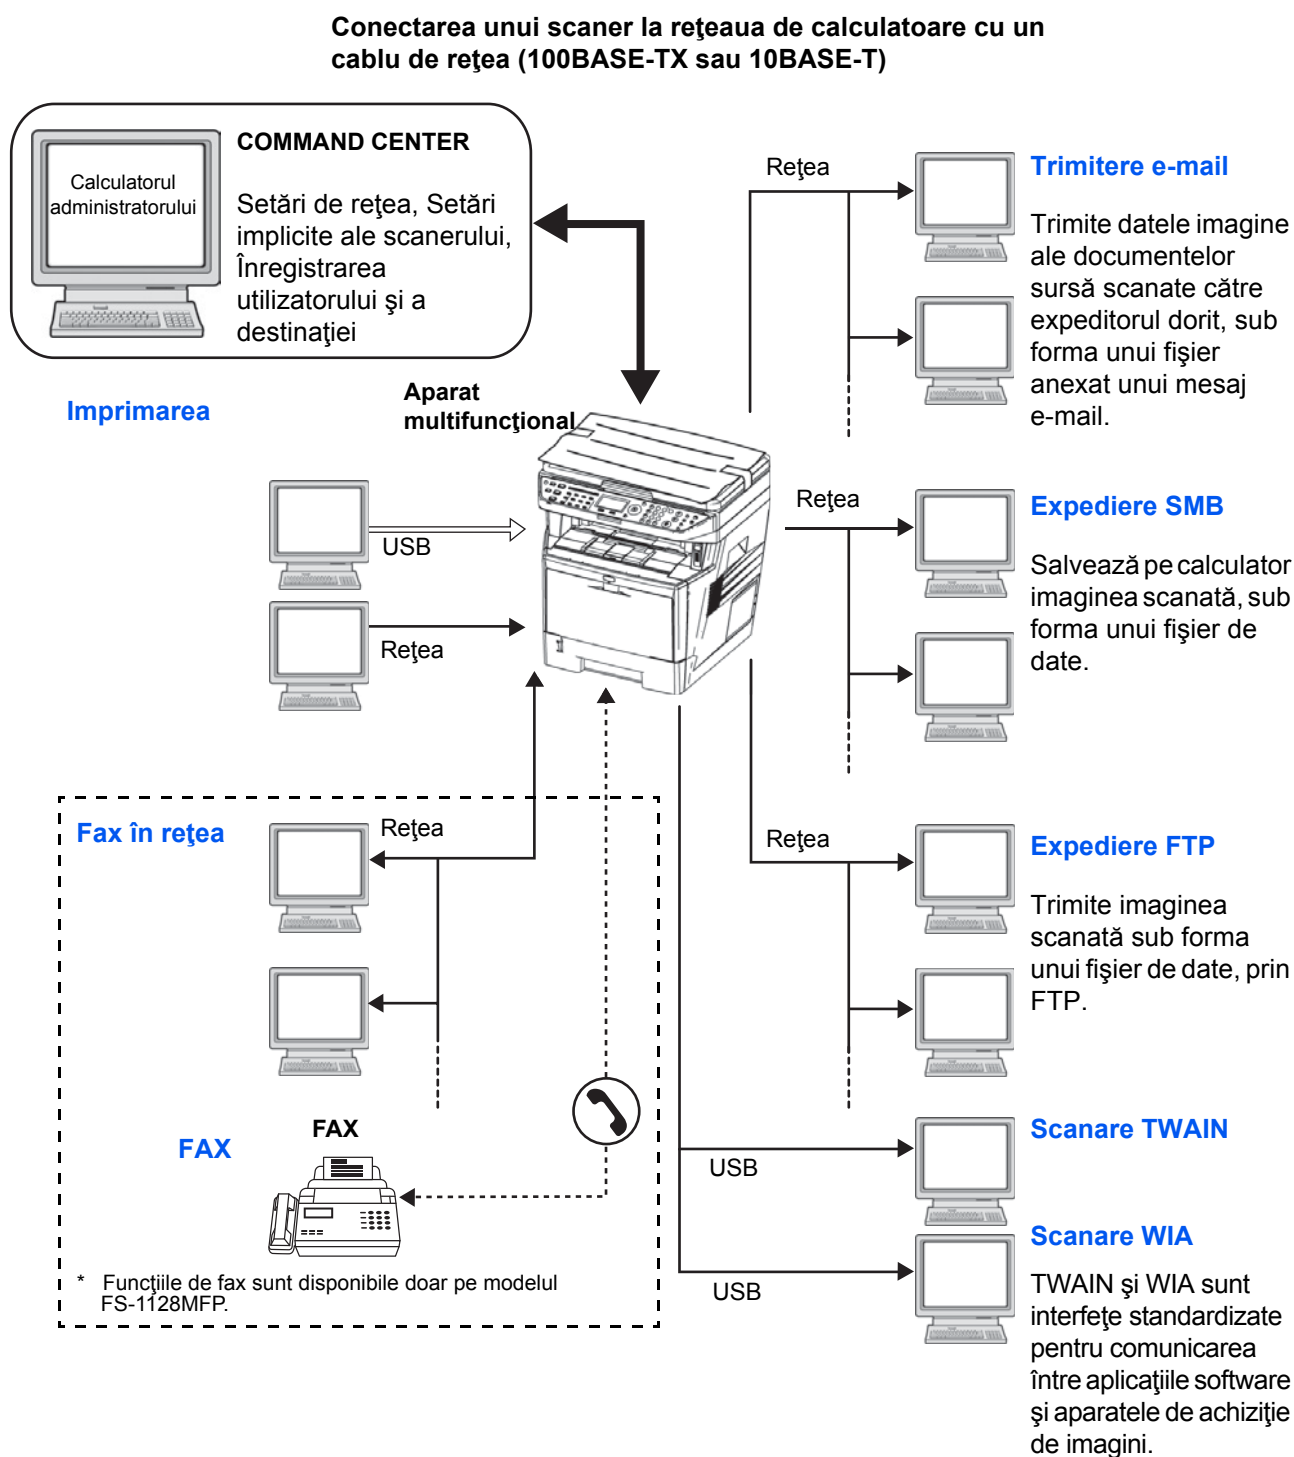 Conectarea unui scaner la reţeaua de calculatoare cu un
cablu de reţea (100BASE-TX sau 10BASE-T)
COMMAND CENTER
Calculatorul
administratorului
Setări de reţea, Setări
implicite ale scanerului,
Înregistrarea
utilizatorului şi a
destinaţiei
Reţea
Trimitere e-mail
Trimite datele imagine
ale documentelor
sursă scanate către
expeditorul dorit, sub
forma unui fişier
anexat unui mesaj
e-mail.
Imprimarea
Aparat
multifuncţional
USB
Reţea
Reţea
Expediere SMB
Salvează pe calculator
imaginea scanată, sub
forma unui fişier de
date.
Fax în reţea
Reţea
Reţea
Expediere FTP
Trimite imaginea
scanată sub forma
unui fişier de date, prin
FTP.
FAX
FAX
USB
Scanare TWAIN
USB
Scanare WIA
TWAIN şi WIA sunt
interfeţe standardizate
pentru comunicarea
între aplicaţiile software
şi aparatele de achiziţie
de imagini.
* Funcţiile de fax sunt disponibile doar pe modelul
FS-1128MFP.